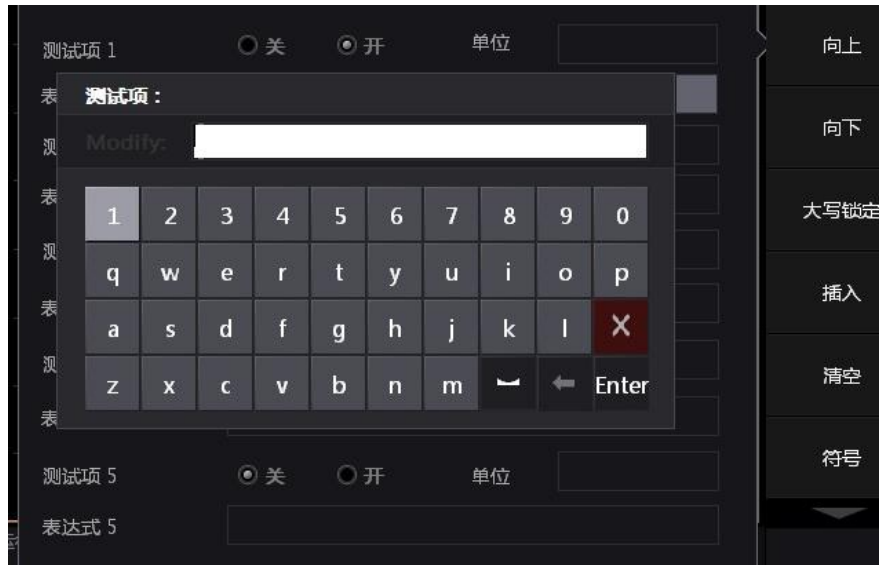 测试项 1 关 开 单位
向上
表
测试项：
测
Modify:
向下
表
1 2 3 4 5 6 7 8 9 0
大写锁定
测
q w e r t y u i o p
插入
表
a s d f g h j k l X
测
z x c v b n m Enter
清空
表
测试项 5 关 开 单位
符号
表达式 5